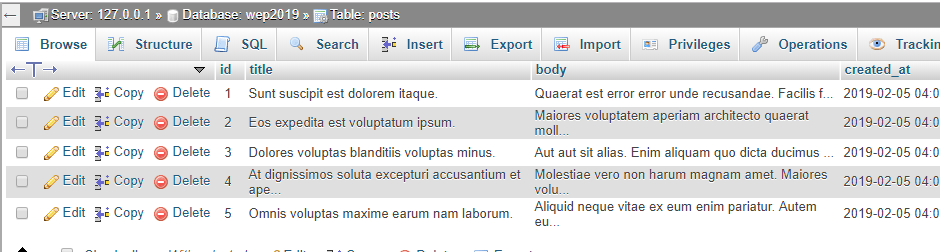 Server: 127.0.0.1 » Database: wep2019 » Table: posts
Browse Structure SQL Search Insert Export Import Privileges Operations Trackin
id title body created_at
Edit Copy Delete 1 Sunt suscipit est dolorem itaque. Quaerat est error error unde recusandae. Facilis f... 2019-02-05 04:0
Edit Copy Delete 2 Eos expedita est voluptatum ipsum. Maiores voluptatem aperiam architecto quaerat
moll... 2019-02-05 04:0
Edit Copy Delete 3 Dolores voluptas blanditiis voluptas minus. Aut aut sit alias. Enim aliquam quo dicta ducimus ... 2019-02-05 04:0
Edit Copy Delete 4 At dignissimos soluta excepturi accusantium et
ape... Molestiae vero non harum magnam amet. Maiores
volu... 2019-02-05 04:0
Edit Copy Delete 5 Omnis voluptas maxime earum nam laborum. Aliquid neque vitae ex eum enim pariatur. Autem
eu... 2019-02-05 04:0